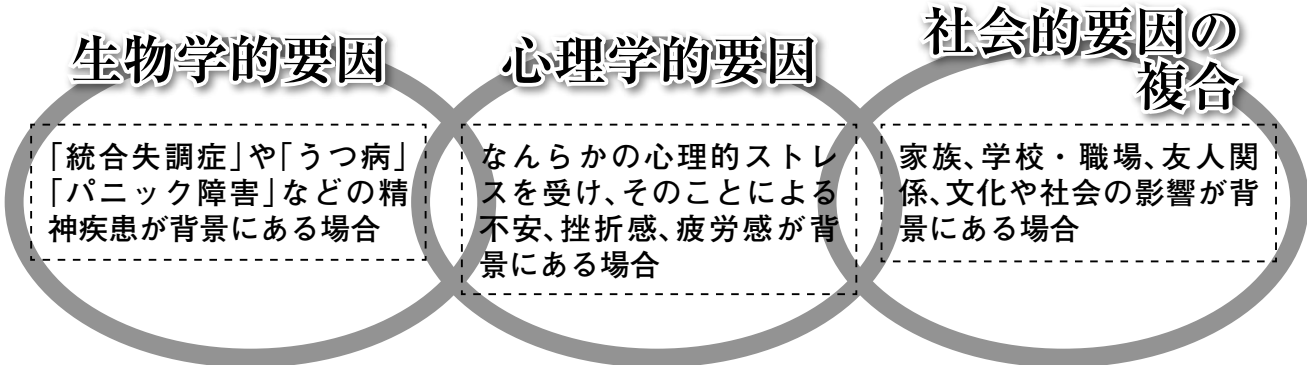 生物学的要因
「統合失調症」や「うつ病」
「パニック障害」などの精
神疾患が背景にある場合
心理学的要因
なんらかの心理的ストレ
スを受け、そのことによる
不安、挫折感、疲労感が背
景にある場合
社会的要因の
複合
家族、学校・職場、友人関
係、文化や社会の影響が背
景にある場合